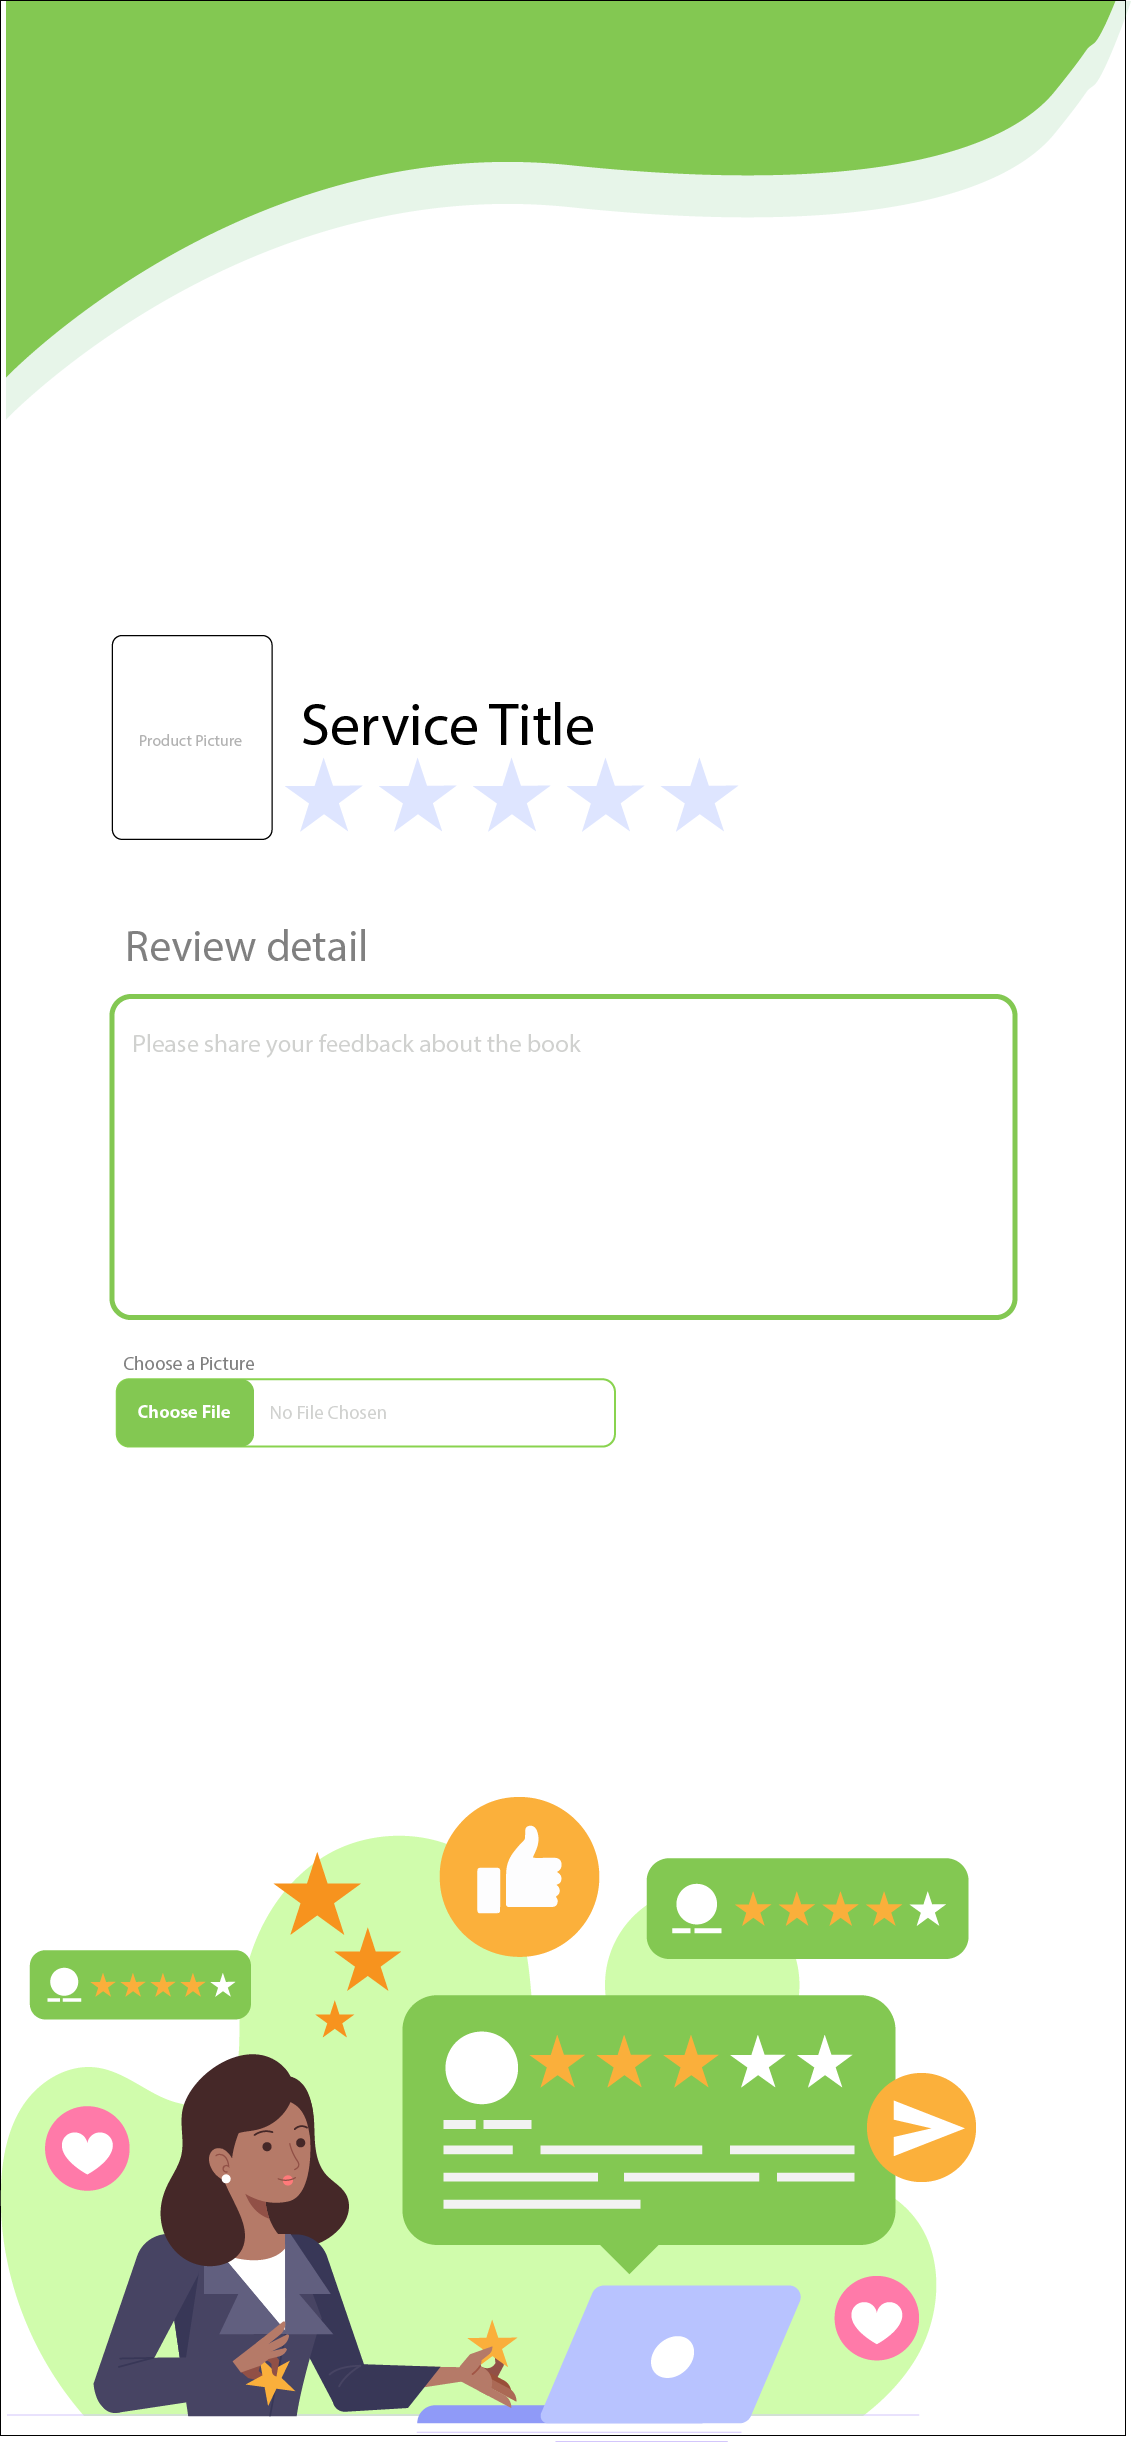 Product Picture
Service Title
Review detail
Please share your feedback about the book
Choose a Picture
Choose File
No File Chosen